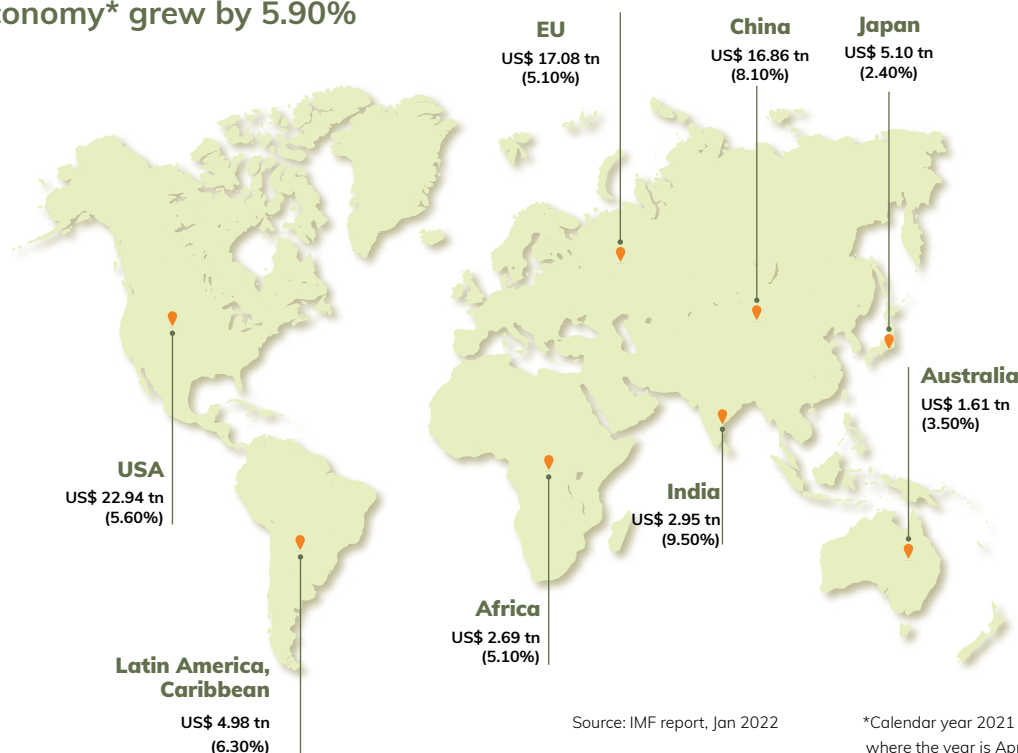 economy* grew by 5.90%
EU
US$ 17.08 tn
(5.10%)
China
US$ 16.86 tn
(8.10%)
Japan
US$ 5.10 tn
(2.40%)
Australia
US$ 1.61 tn
(3.50%)
USA
US$ 22.94 tn
(5.60%)
India
US$ 2.95 tn
(9.50%)
Africa
US$ 2.69 tn
(5.10%)
Latin America,
Caribbean
US$ 4.98 tn
(6.30%)
Source: IMF report, Jan 2022
*Calendar year 2021
where the year is